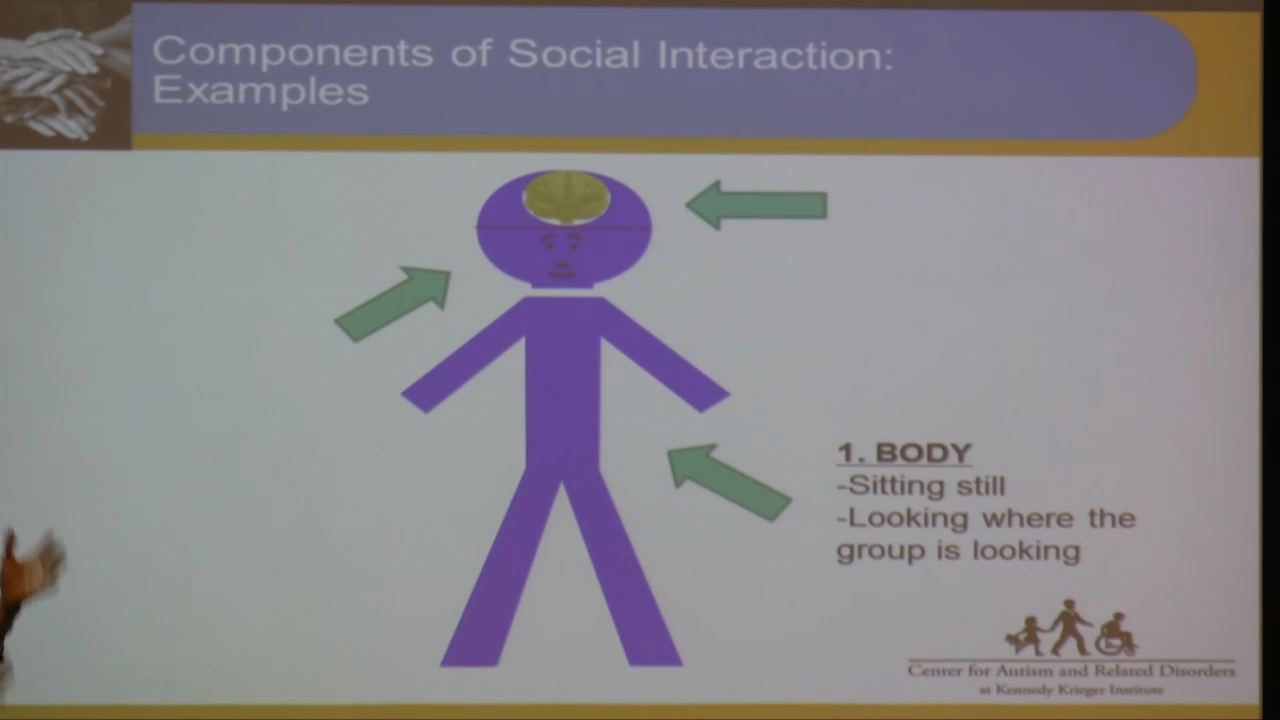 Components of Social Interaction:
Examples
1. BODY
-Sitting still
-Looking where the
group is looking
Center for Autism and Related Disorders
at Kennedy Krieger Institute